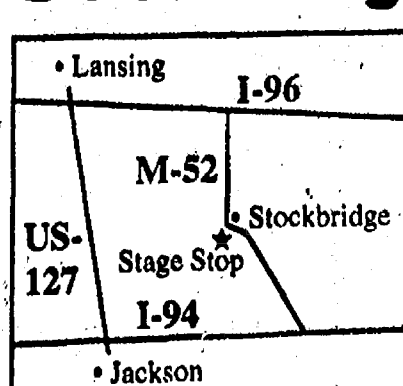 Lansing
I-96
M-52
Stockbridge
US-
127
Stage Stop
I-94
Jackson